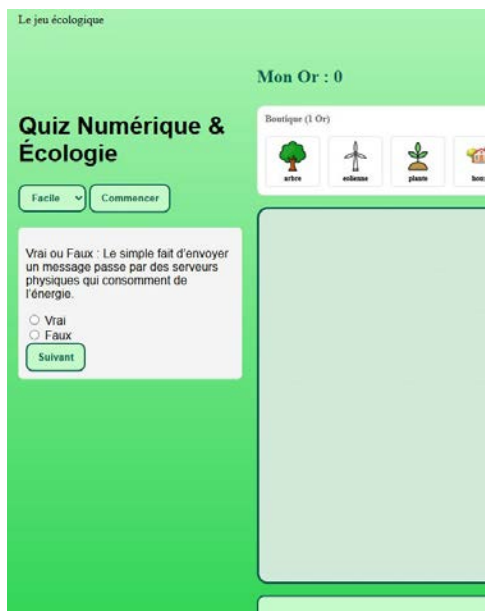 Le jeu écologique
Mon Or : 0
Quiz Numérique &
Écologie
Facile
Commencer
Vrai ou Faux : Le simple fait d'envoyer
un message passe par des serveurs
physiques qui consomment de
l'énergie.
Vrai
Faux
Suivant
Boutique (1 Or)
arbre
eolienne
plante